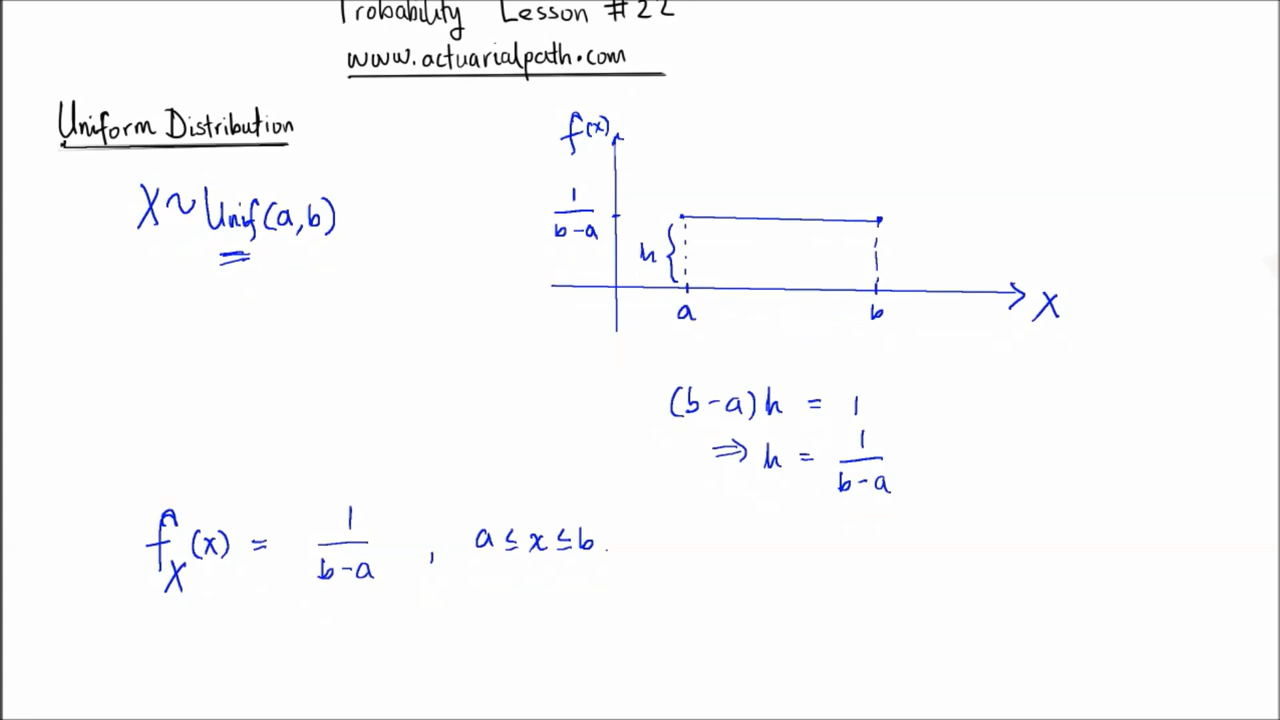 Probability Lesson #22
www.actuarialpath.com
Uniform Distribution
X~Unif(a,b)
f(x)
1/(b-a)
h
a b X
(b-a)h = 1
⇒ h = 1/(b-a)
f_X(x) = 1/(b-a) , a ≤ x ≤ b.